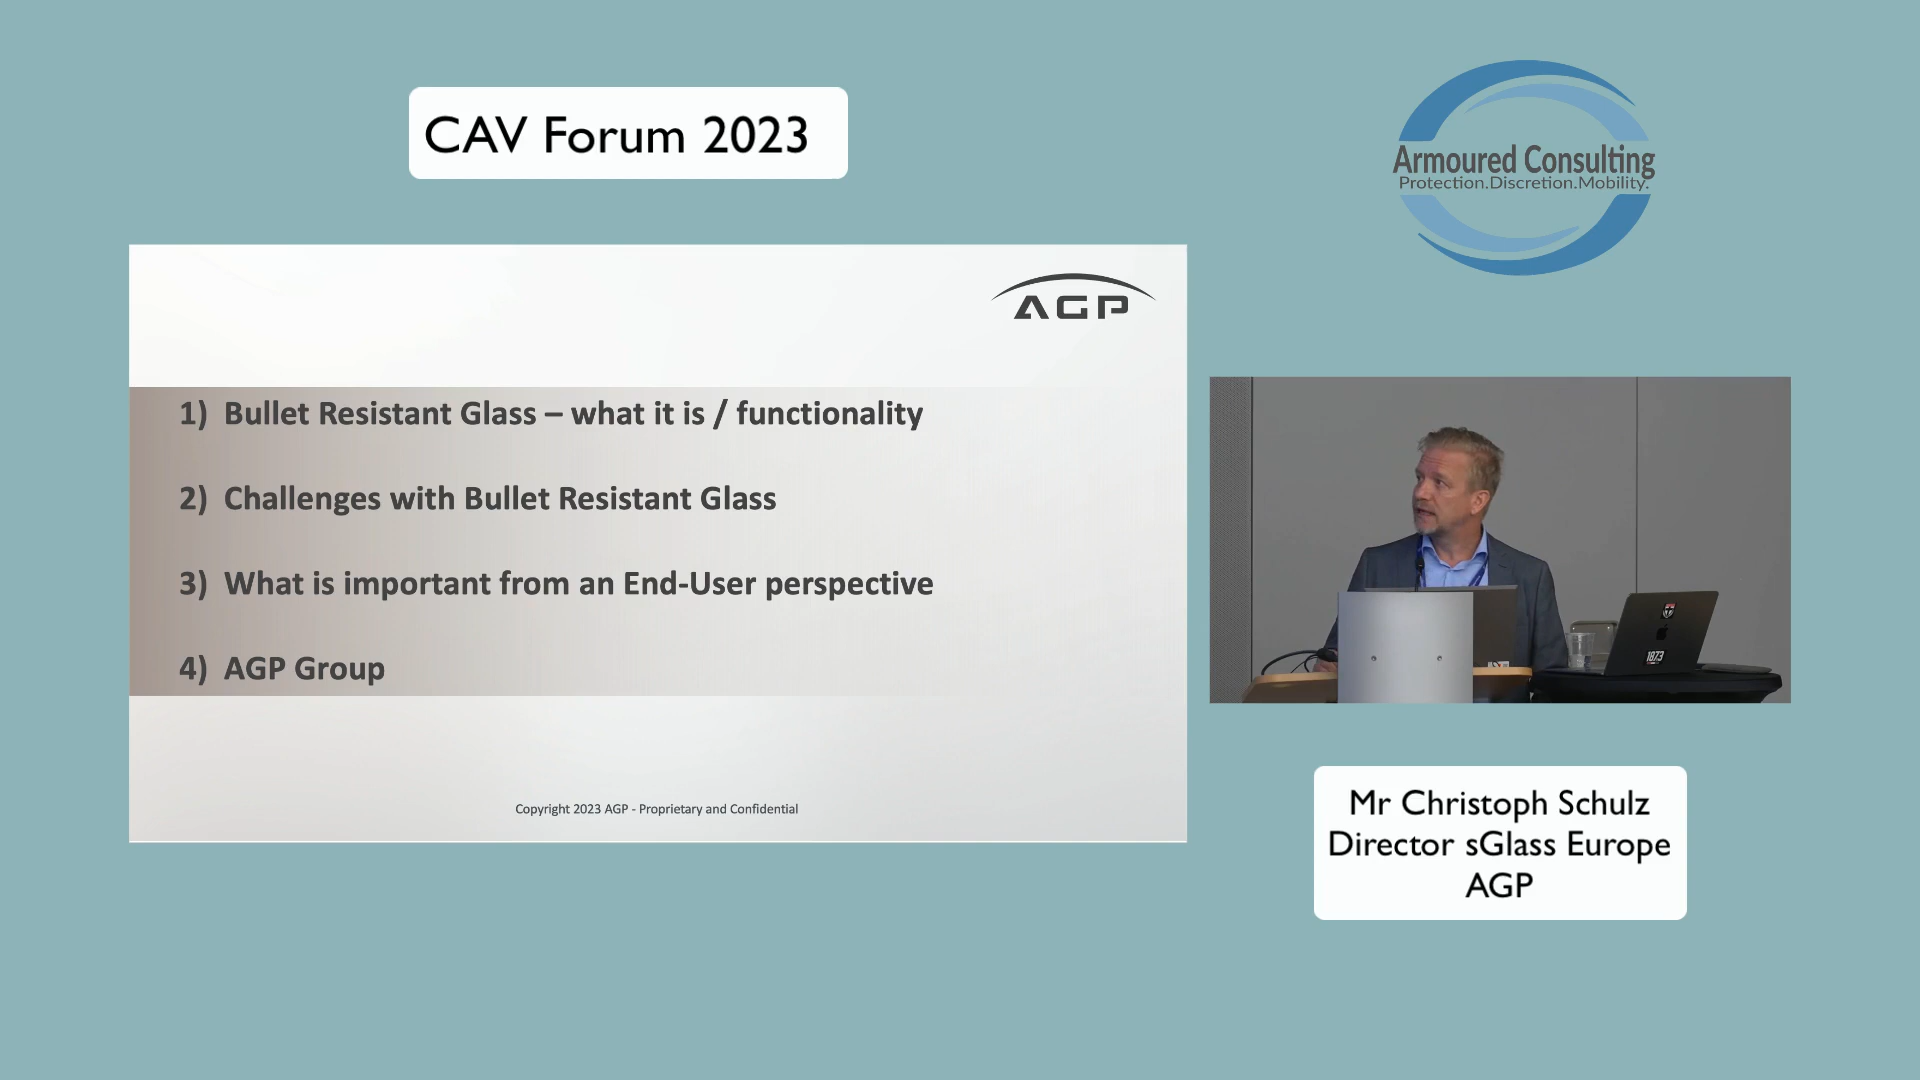 CAV Forum 2023
Armoured Consulting
Protection.Discretion.Mobility.
AGP
1) Bullet Resistant Glass – what it is / functionality
2) Challenges with Bullet Resistant Glass
3) What is important from an End-User perspective
4) AGP Group
Copyright 2023 AGP - Proprietary and Confidential
1873
Mr Christoph Schulz
Director sGlass Europe
AGP